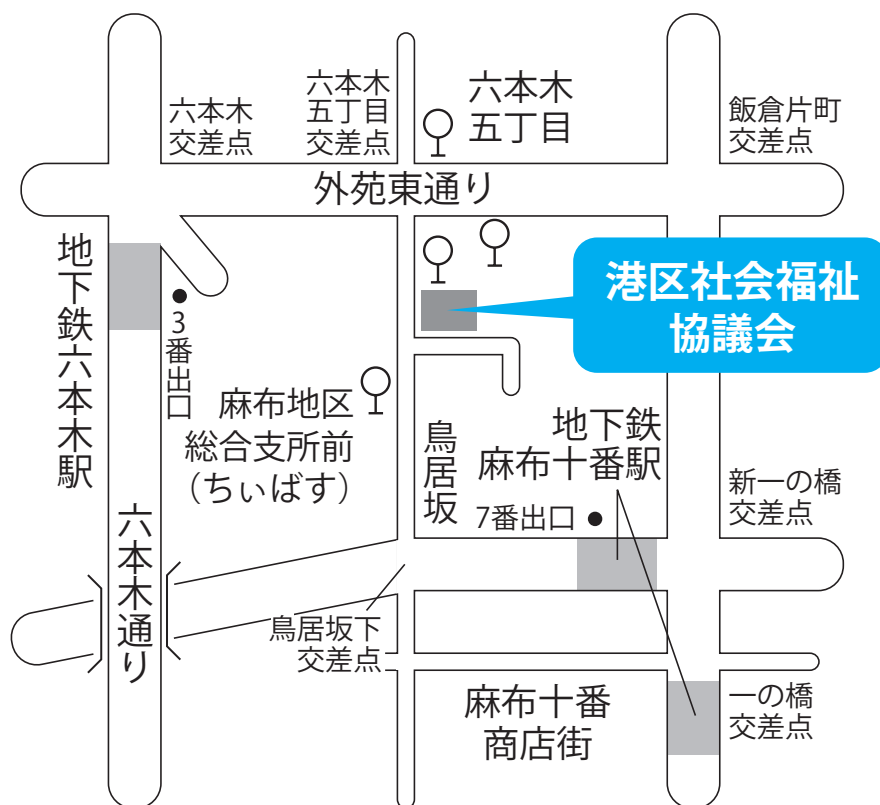 六本木
交差点
六本木
五丁目
交差点
六本木
五丁目
飯倉片町
交差点
外苑東通り
地下鉄六本木駅
3番出口
港区社会福祉
協議会
麻布地区
総合支所前
（ちぃばす）
鳥居坂
地下鉄
麻布十番駅
7番出口
新一の橋
交差点
六本木通り
鳥居坂下
交差点
麻布十番
商店街
一の橋
交差点